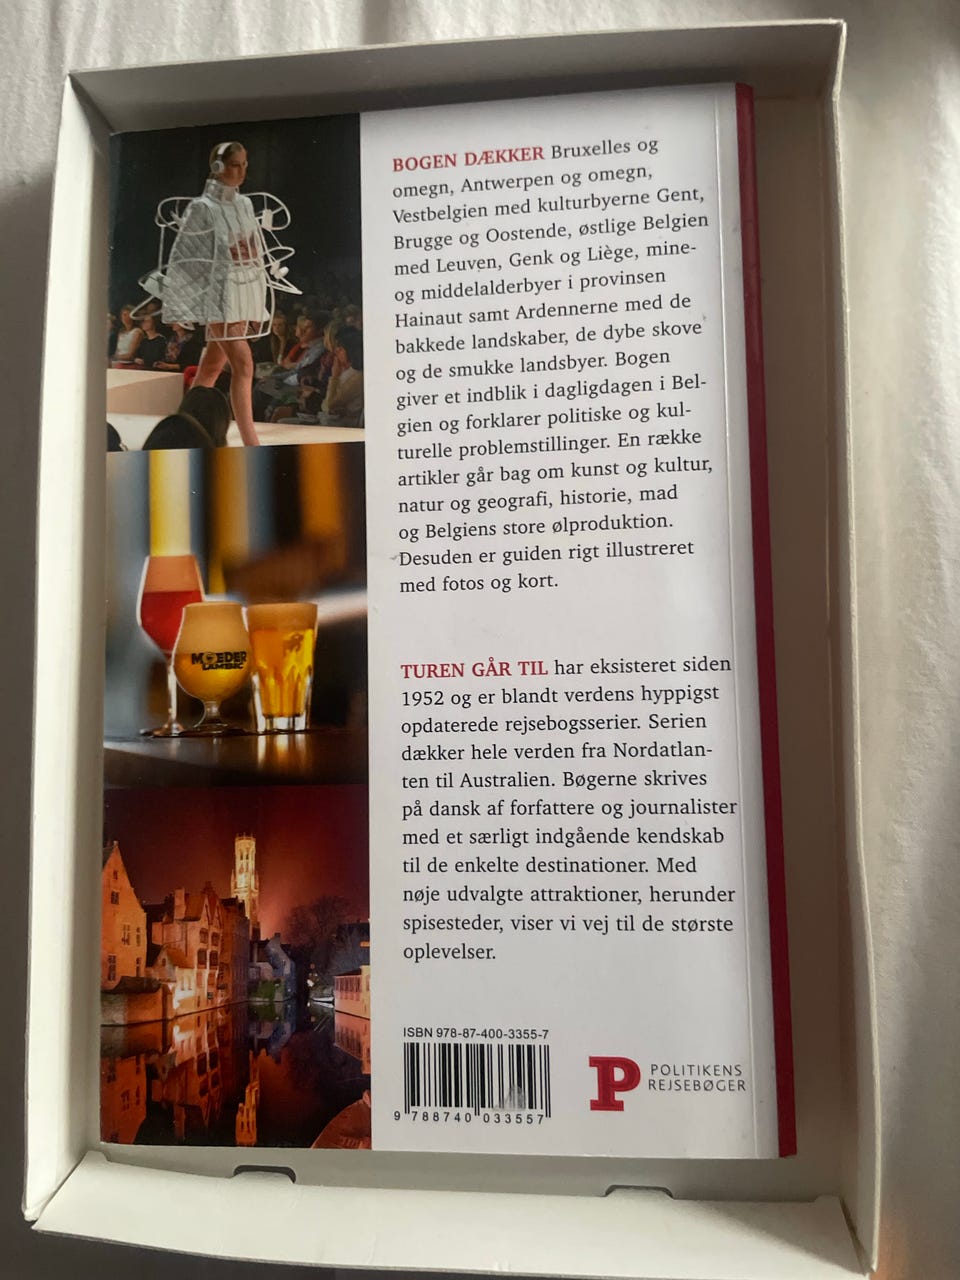 BOGEN DÆKKER Bruxelles og
omegn, Antwerpen og omegn,
Vestbelgien med kulturbyerne Gent,
Brugge og Oostende, østlige Belgien
med Leuven, Genk og Liège, mine-
og middelalderbyer i provinsen
Hainaut samt Ardennerne med de
bakkede landskaber, de dybe skove
og de smukke landsbyer. Bogen
giver et indblik i dagligdagen i Bel-
gien og forklarer politiske og kul-
turelle problemstillinger. En række
artikler går bag om kunst og kultur,
natur og geografi, historie, mad
og Belgiens store ølproduktion.
Desuden er guiden rigt illustreret
med fotos og kort.
MOEDER
LAMBIC
TUREN GÅR TIL har eksisteret siden
1952 og er blandt verdens hyppigst
opdaterede rejsebogsserier. Serien
dækker hele verden fra Nordatlan-
ten til Australien. Bøgerne skrives
på dansk af forfattere og journalister
med et særligt indgående kendskab
til de enkelte destinationer. Med
nøje udvalgte attraktioner, herunder
spisesteder, viser vi vej til de største
oplevelser.
ISBN 978-87-400-3355-7
9 788740 033557
P
POLITIKENS
REJSEBØGER